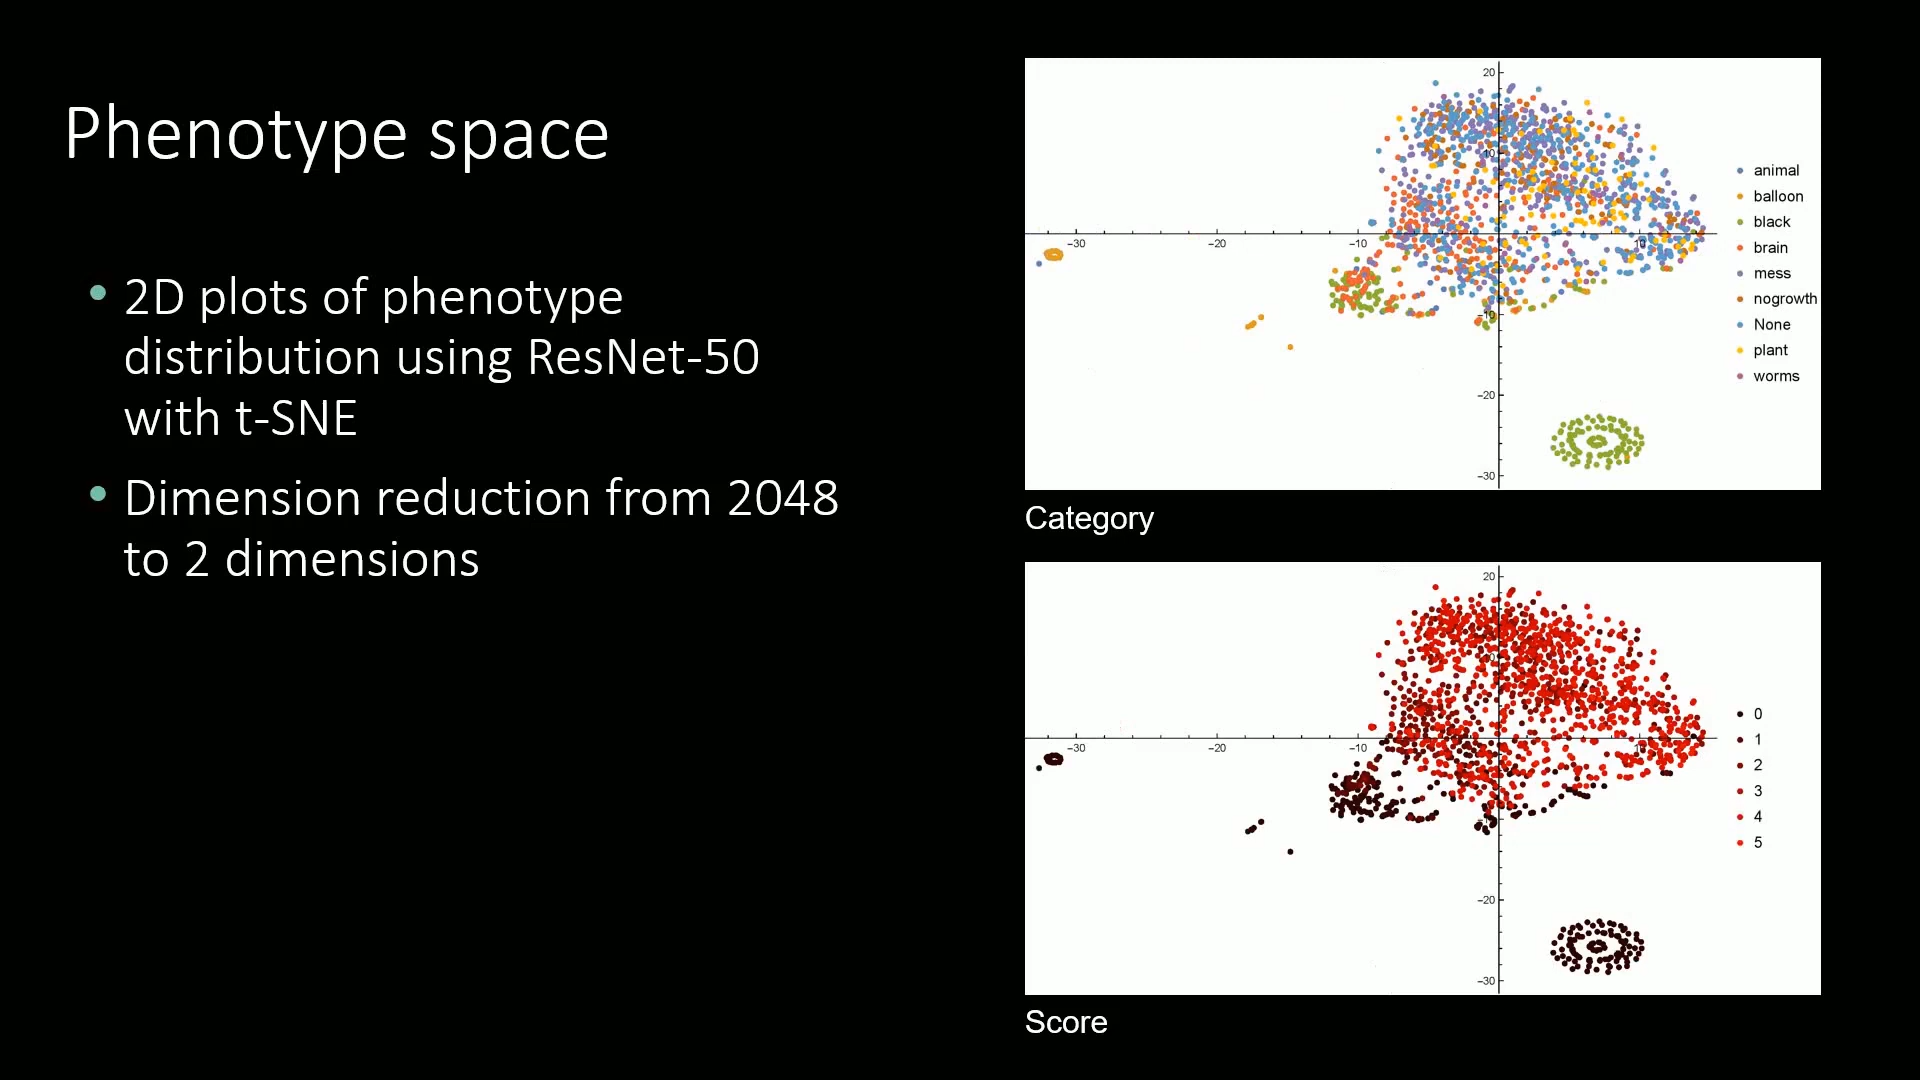 Phenotype space
• 2D plots of phenotype
distribution using ResNet-50
with t-SNE
• Dimension reduction from 2048
to 2 dimensions
20
10
-30
-20
-10
10
-10
-20
-30
animal
balloon
black
brain
mess
nogrowth
None
plant
worms
Category
20
10
-30
-20
-10
10
-20
-30
0
1
2
3
4
5
Score